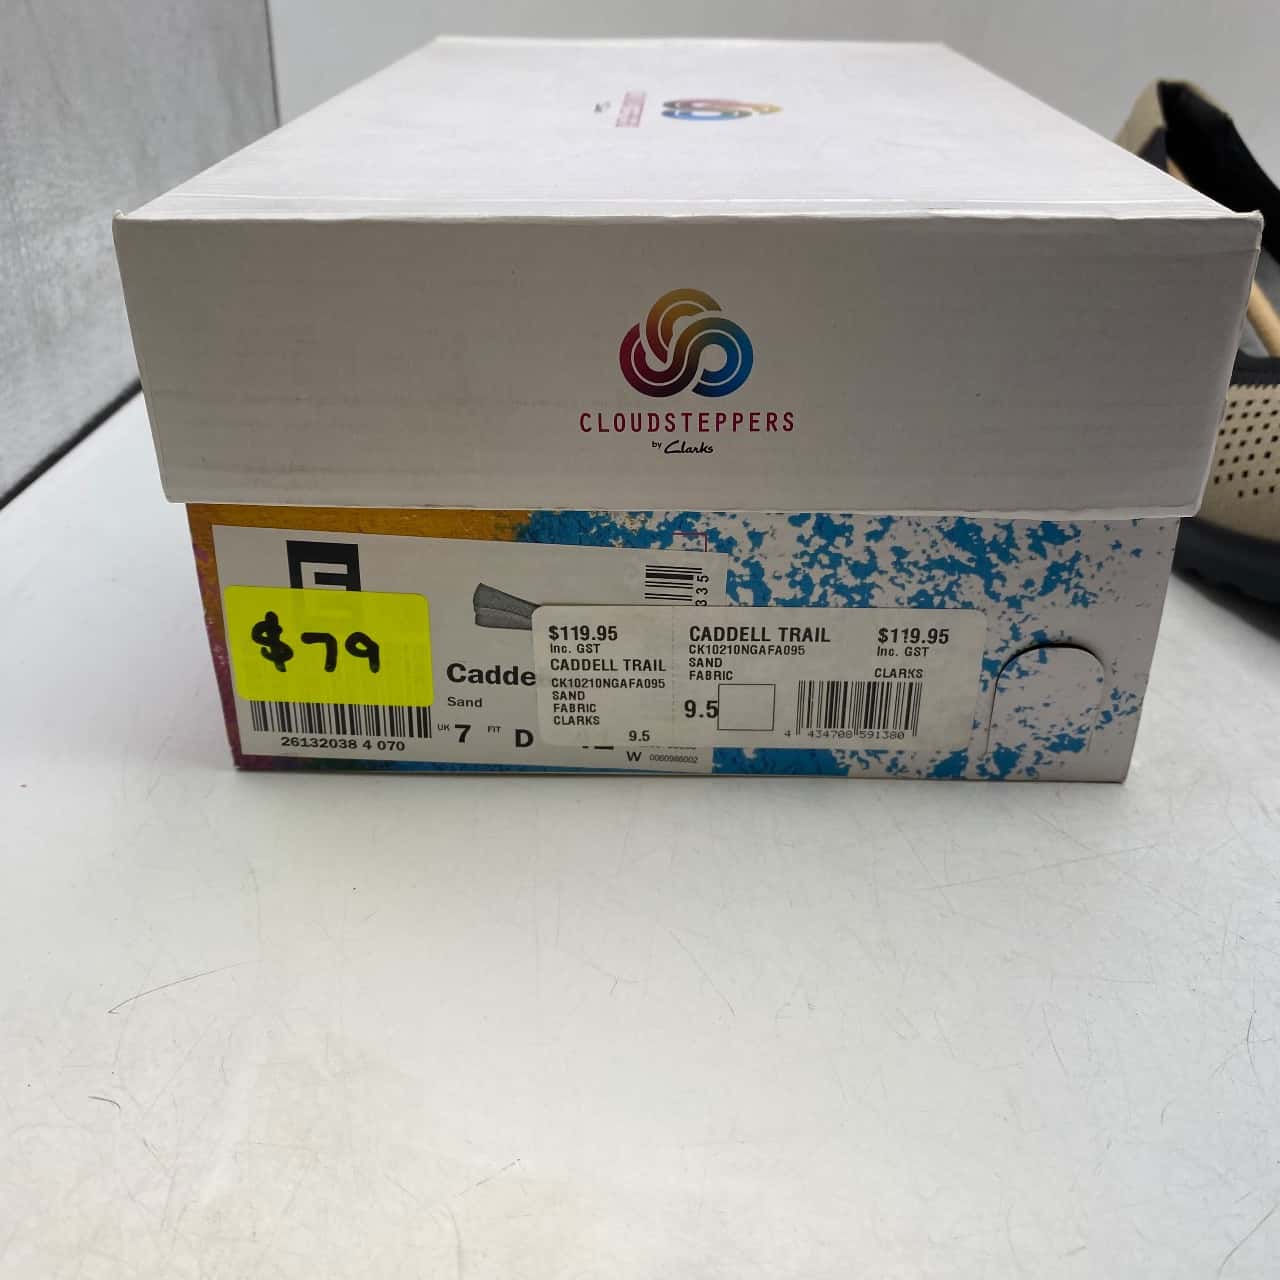 CLOUDSTEPPERS
by Clarks
$79
26132038 4 070
Cadde
Sand
UK 7 FIT D
W 0060986002
335
$119.95
Inc. GST
CADDELL TRAIL
CK10210NGAFA095
SAND
FABRIC
CLARKS
9.5
CADDELL TRAIL $119.95
CK10210NGAFA095 Inc. GST
SAND
FABRIC CLARKS
9.5
4 434708 591380